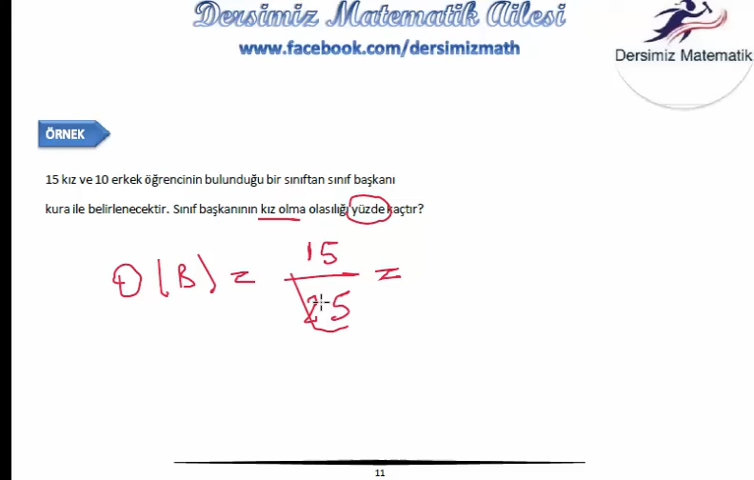 Dersimiz Matematik Ailesi
www.facebook.com/dersimizmath
Dersimiz Matematik
ÖRNEK
15 kız ve 10 erkek öğrencinin bulunduğu bir sınıftan sınıf başkanı
kura ile belirlenecektir. Sınıf başkanının kız olma olasılığı yüzde kaçtır?
O(B) = 15/25 =
11